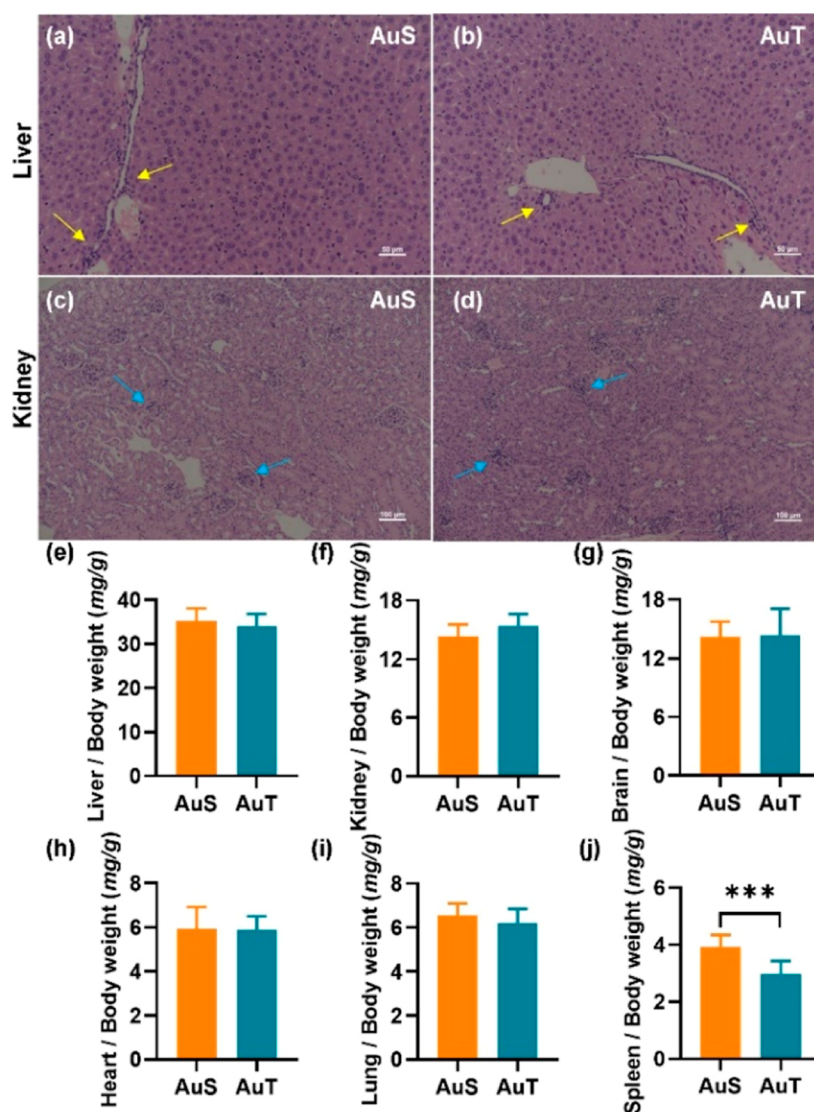 (a) AuS
(b) AuT
Liver
50 µm
50 µm
(c) AuS
(d) AuT
Kidney
100 µm
100 µm
(e)
Liver / Body weight (mg/g)
40
30
20
10
0
AuS AuT
(f)
Kidney / Body weight (mg/g)
18
12
6
0
AuS AuT
(g)
Brain / Body weight (mg/g)
18
12
6
0
AuS AuT
(h)
Heart / Body weight (mg/g)
8
6
4
2
0
AuS AuT
(i)
Lung / Body weight (mg/g)
8
6
4
2
0
AuS AuT
(j)
Spleen / Body weight (mg/g)
6
4
2
0
***
AuS AuT